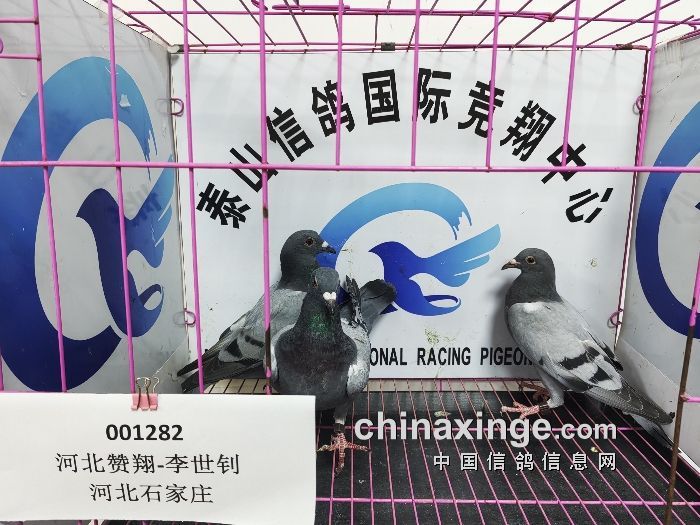 泰山信鸽国际竞翔中心
ONAL RACING PIGEON
001282
河北赞翔-李世钊
河北石家庄
chinaxinge.com
中国信鸽信息网